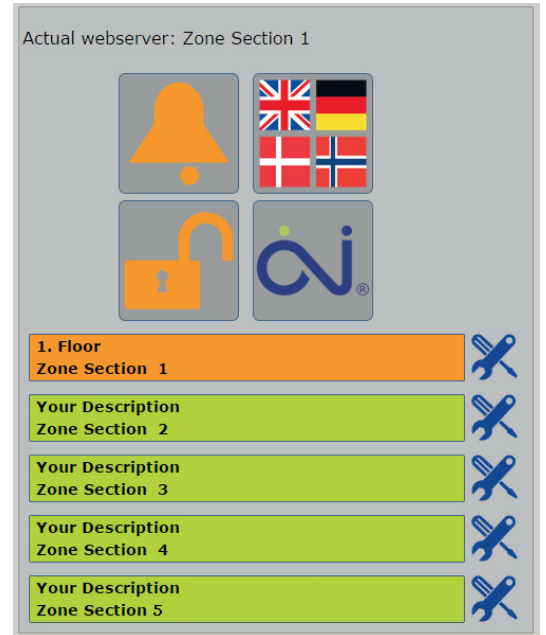 Actual webserver: Zone Section 1
®
1. Floor
Zone Section 1
Your Description
Zone Section 2
Your Description
Zone Section 3
Your Description
Zone Section 4
Your Description
Zone Section 5